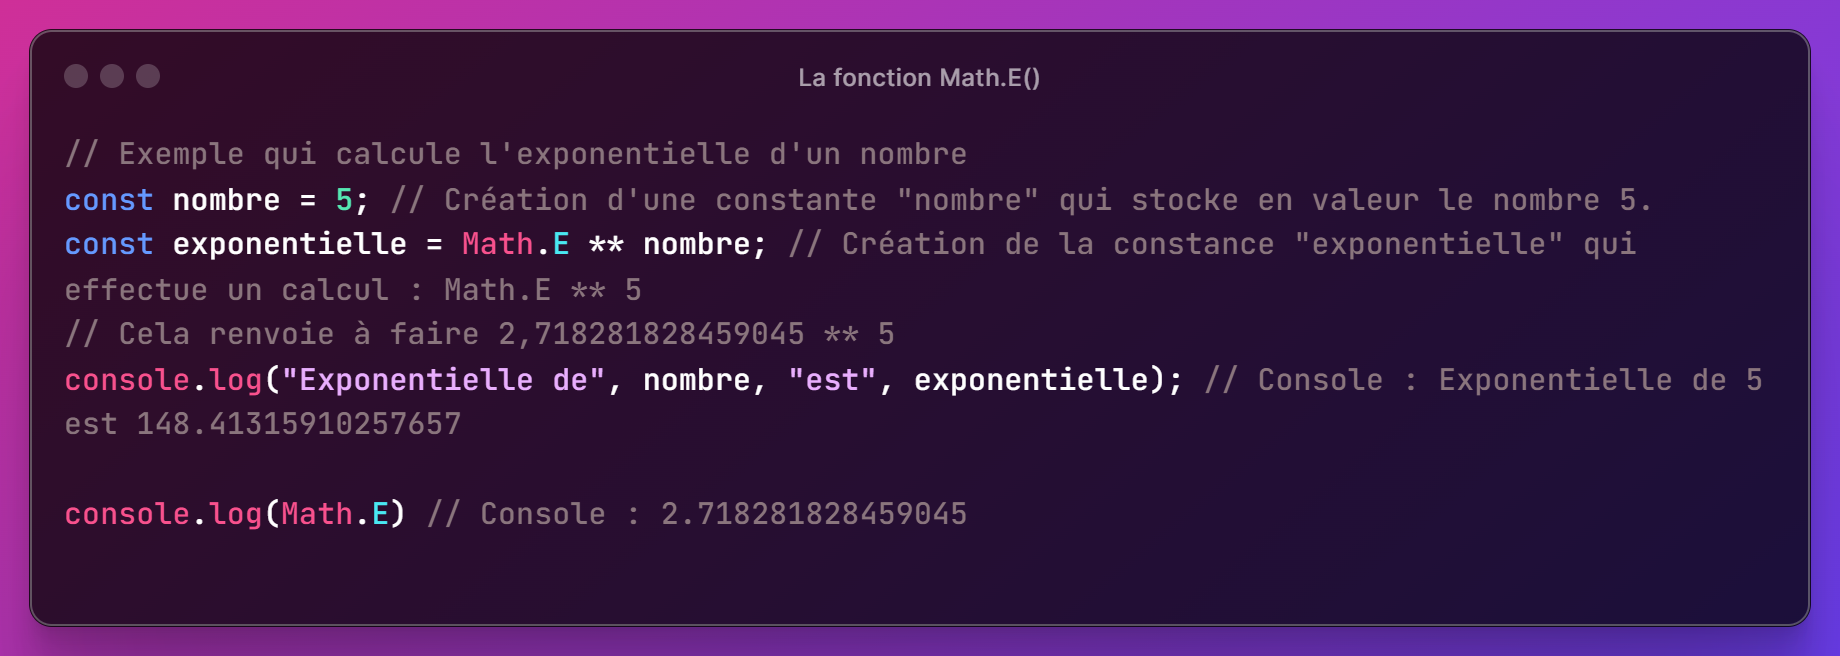 La fonction Math.E()
// Exemple qui calcule l'exponentielle d'un nombre
const nombre = 5; // Création d'une constante "nombre" qui stocke en valeur le nombre 5.
const exponentielle = Math.E ** nombre; // Création de la constance "exponentielle" qui
effectue un calcul : Math.E ** 5
// Cela renvoie à faire 2,718281828459045 ** 5
console.log("Exponentielle de", nombre, "est", exponentielle); // Console : Exponentielle de 5
est 148.41315910257657
console.log(Math.E) // Console : 2.718281828459045